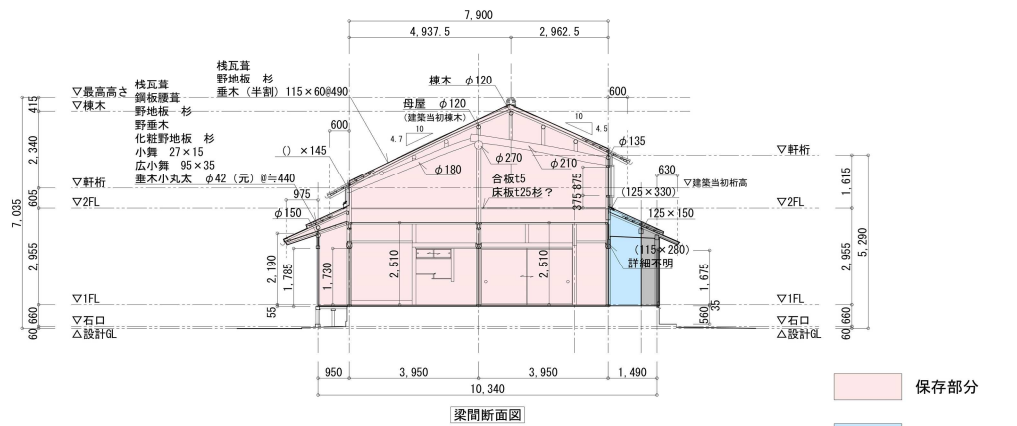 7,900
4,937.5
2,962.5
桟瓦葺
野地板 杉
垂木(半割)115×60@490
桟瓦葺
鋼板腰葺
野地板 杉
野垂木
化粧野地板 杉
小舞 27×15
広小舞 95×35
垂木小丸太 φ42(元)@≒440
棟木 φ120
母屋 φ120
(建築当初棟木)
600
600
10
4.7
10
4.5
φ135
()×145
φ180
φ270
φ210
合板t5
床板t25杉?
375
875
630
(125×330)
125×150
(115×280)
詳細不明
975
φ150
▽最高高さ
▽棟木
▽軒桁
▽2FL
▽1FL
▽石口
△設計GL
415
2,340
605
2,955
660
60
7,035
2,190
1,785
1,730
55
2,510
2,510
1,675
35
560
▽軒桁
▽建築当初桁高
▽2FL
▽1FL
▽石口
△設計GL
1,615
2,955
5,290
660
60
950
3,950
3,950
1,490
10,340
梁間断面図
保存部分